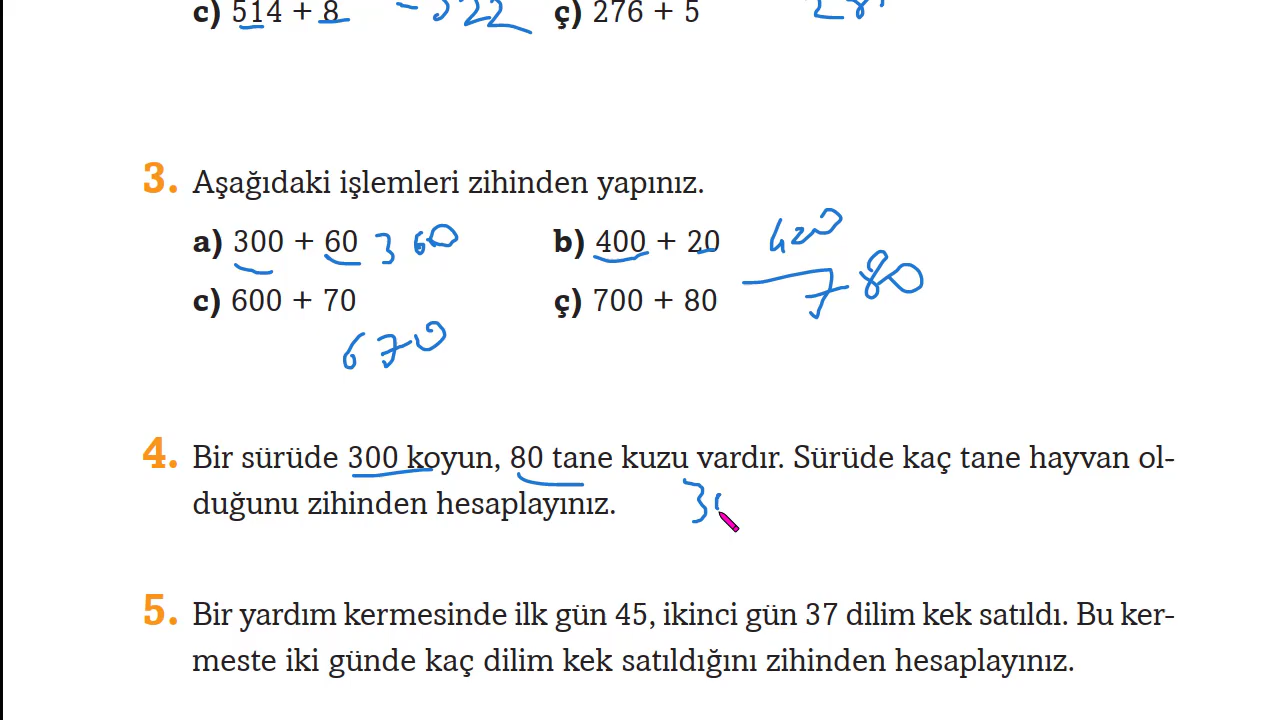 c) 514 + 8 = 522 ç) 276 + 5
3. Aşağıdaki işlemleri zihinden yapınız.
a) 300 + 60 360 b) 400 + 20 420
c) 600 + 70 ç) 700 + 80 780
670
4. Bir sürüde 300 koyun, 80 tane kuzu vardır. Sürüde kaç tane hayvan ol-
duğunu zihinden hesaplayınız. 3
5. Bir yardım kermesinde ilk gün 45, ikinci gün 37 dilim kek satıldı. Bu ker-
meste iki günde kaç dilim kek satıldığını zihinden hesaplayınız.